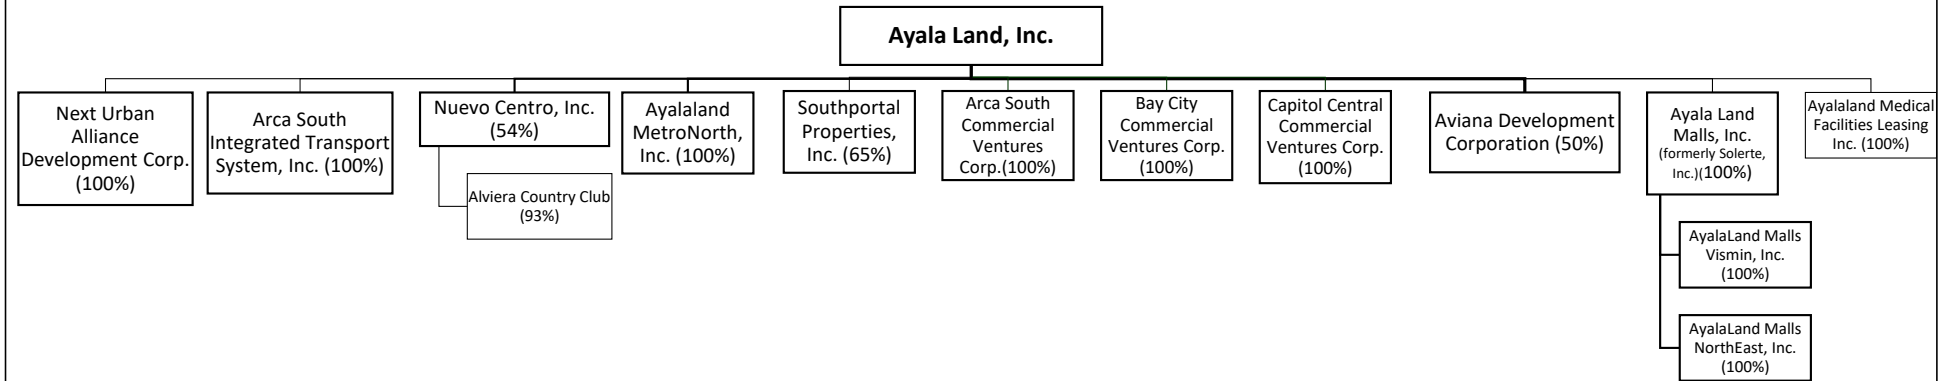 Ayala Land, Inc.
Next Urban
Alliance
Development Corp.
(100%)
Arca South
Integrated Transport
System, Inc. (100%)
Nuevo Centro, Inc.
(54%)
Alviera Country Club
(93%)
Ayalaland
MetroNorth,
Inc. (100%)
Southportal
Properties,
Inc. (65%)
Arca South
Commercial
Ventures
Corp.(100%)
Bay City
Commercial
Ventures Corp.
(100%)
Capitol Central
Commercial
Ventures Corp.
(100%)
Aviana Development
Corporation (50%)
Ayala Land
Malls, Inc.
(formerly Solerte,
Inc.)(100%)
AyalaLand Malls
Vismin, Inc.
(100%)
AyalaLand Malls
NorthEast, Inc.
(100%)
Ayalaland Medical
Facilities Leasing
Inc. (100%)